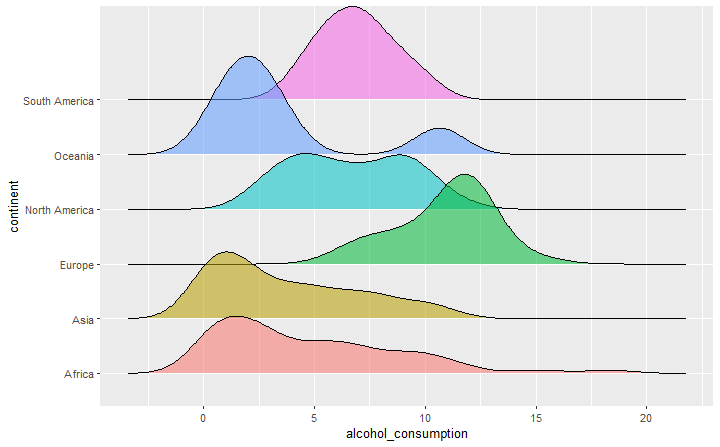 South America
Oceania
North America
Europe
Asia
Africa
continent
0 5 10 15 20
alcohol_consumption